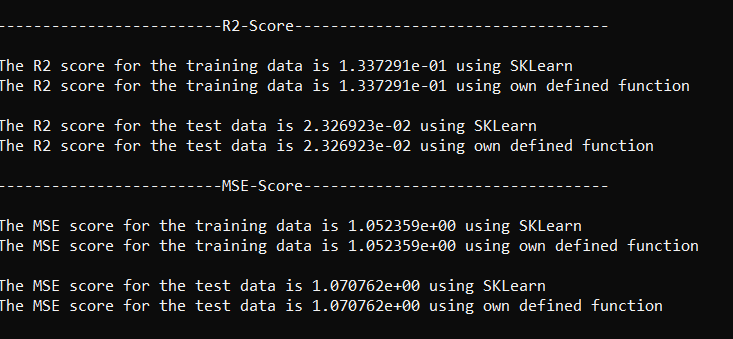 -------------------------R2-Score-----------------------------------
The R2 score for the training data is 1.337291e-01 using SKLearn
The R2 score for the training data is 1.337291e-01 using own defined function
The R2 score for the test data is 2.326923e-02 using SKLearn
The R2 score for the test data is 2.326923e-02 using own defined function
-------------------------MSE-Score----------------------------------
The MSE score for the training data is 1.052359e+00 using SKLearn
The MSE score for the training data is 1.052359e+00 using own defined function
The MSE score for the test data is 1.070762e+00 using SKLearn
The MSE score for the test data is 1.070762e+00 using own defined function